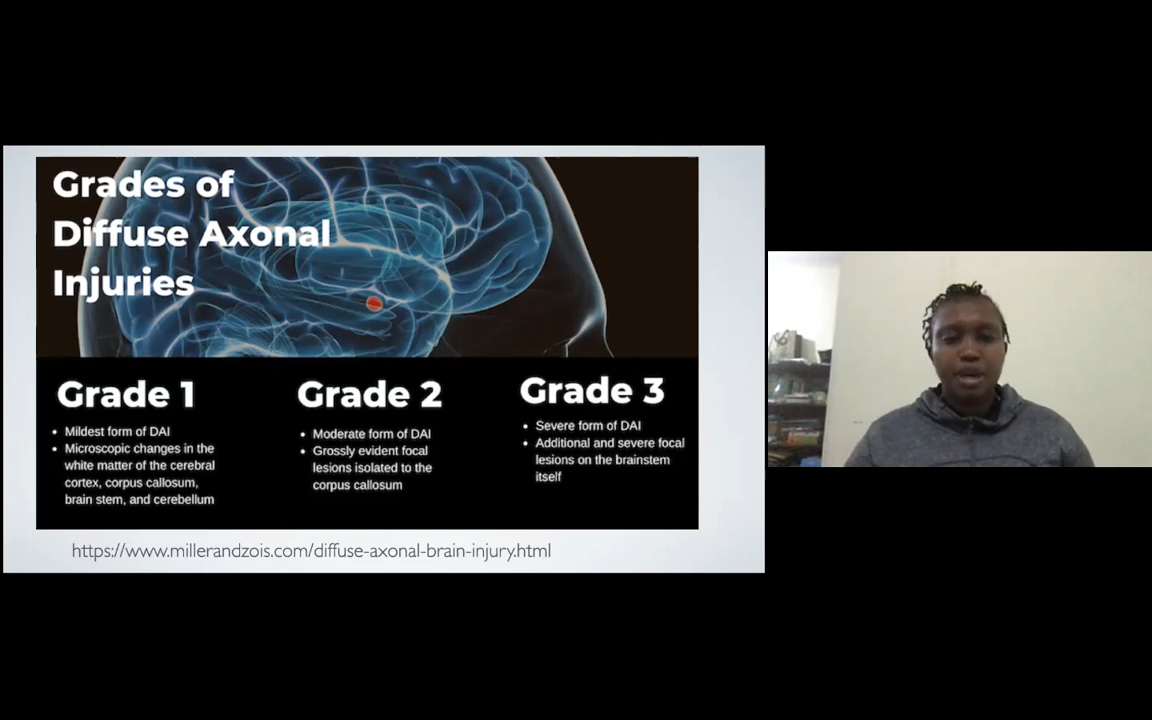 Grades of
Diffuse Axonal
Injuries
Grade 1
• Mildest form of DAI
• Microscopic changes in the
white matter of the cerebral
cortex, corpus callosum,
brain stem, and cerebellum
Grade 2
• Moderate form of DAI
• Grossly evident focal
lesions isolated to the
corpus callosum
Grade 3
• Severe form of DAI
• Additional and severe focal
lesions on the brainstem
itself
https://www.millerandzois.com/diffuse-axonal-brain-injury.html